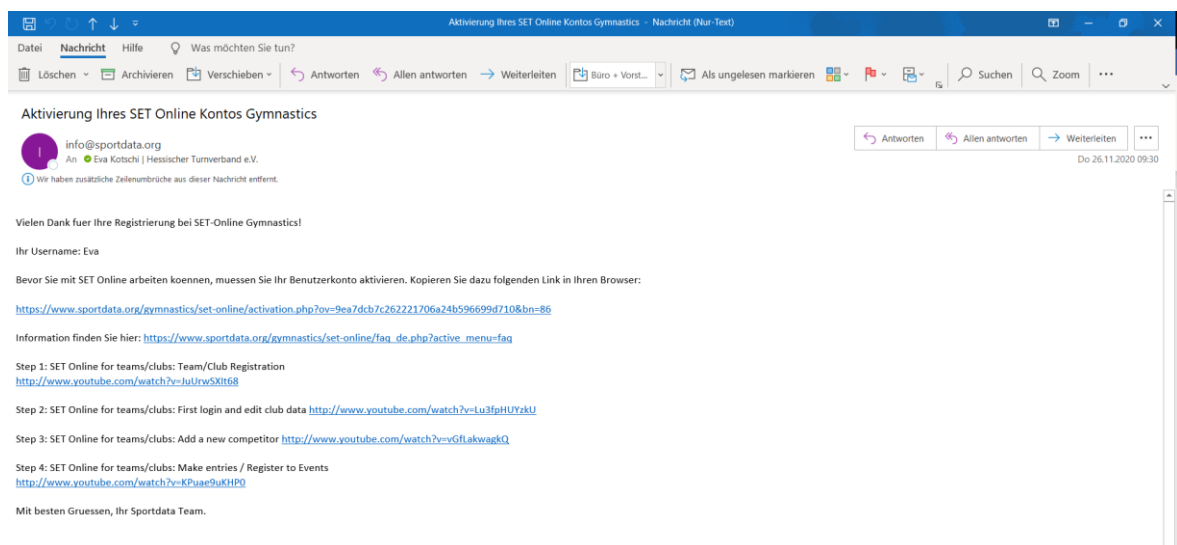 Aktivierung Ihres SET Online Kontos Gymnastics - Nachricht (Nur-Text)
Datei Nachricht Hilfe Was möchten Sie tun?
Löschen Archivieren Verschieben Antworten Allen antworten Weiterleiten Büro + Vorst... Als ungelesen markieren Suchen Zoom ...
Aktivierung Ihres SET Online Kontos Gymnastics
I
info@sportdata.org
An Eva Kotschi | Hessischer Turnverband e.V.
Antworten Allen antworten Weiterleiten ...
Do 26.11.2020 09:30
Wir haben zusätzliche Zeilenumbrüche aus dieser Nachricht entfernt.
Vielen Dank fuer Ihre Registrierung bei SET-Online Gymnastics!
Ihr Username: Eva
Bevor Sie mit SET Online arbeiten koennen, muessen Sie Ihr Benutzerkonto aktivieren. Kopieren Sie dazu folgenden Link in Ihren Browser:
https://www.sportdata.org/gymnastics/set-online/activation.php?ov=9ea7dcb7c262221706a24b596699d710&bn=86
Information finden Sie hier: https://www.sportdata.org/gymnastics/set-online/faq_de.php?active_menu=faq
Step 1: SET Online for teams/clubs: Team/Club Registration
http://www.youtube.com/watch?v=JuUrwSXIt68
Step 2: SET Online for teams/clubs: First login and edit club data http://www.youtube.com/watch?v=Lu3fpHUYzkU
Step 3: SET Online for teams/clubs: Add a new competitor http://www.youtube.com/watch?v=vGfLakwagkQ
Step 4: SET Online for teams/clubs: Make entries / Register to Events
http://www.youtube.com/watch?v=KPuae9uKHP0
Mit besten Gruessen, Ihr Sportdata Team.